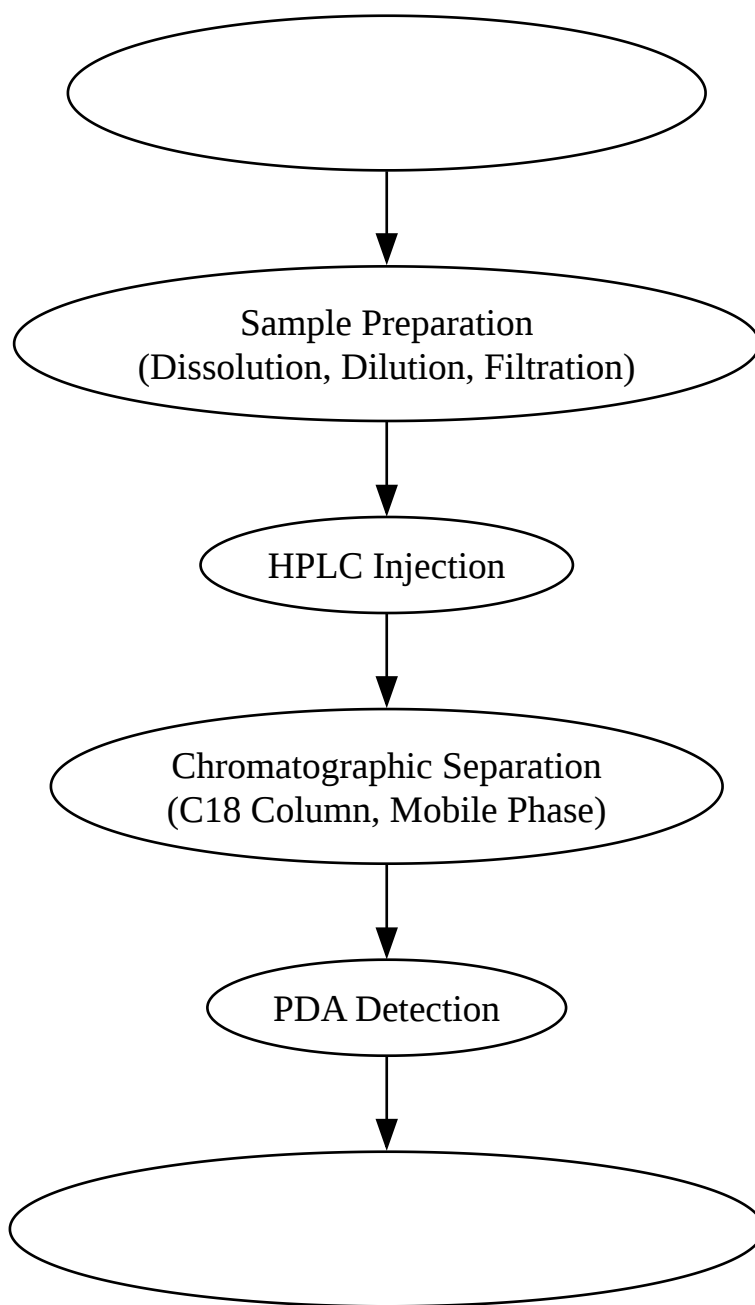 Sample Preparation
(Dissolution, Dilution, Filtration)
HPLC Injection
Chromatographic Separation
(C18 Column, Mobile Phase)
PDA Detection